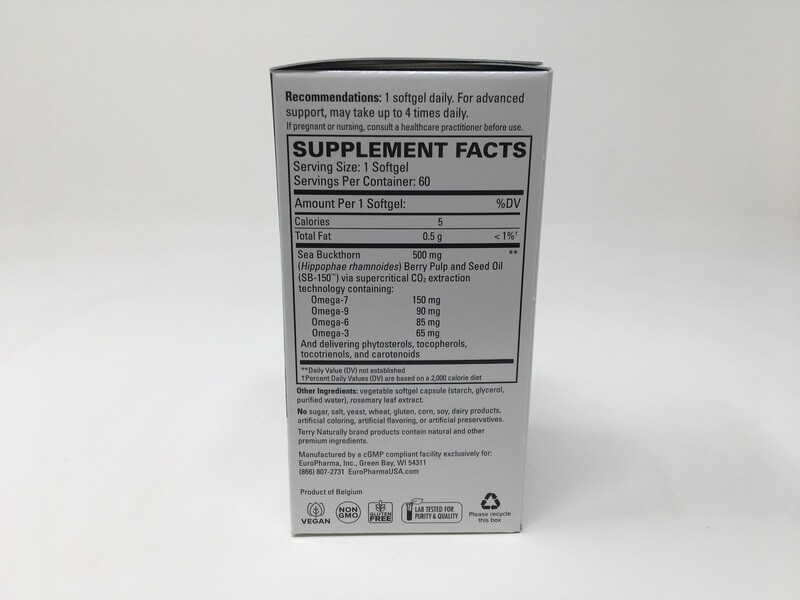 Recommendations: 1 softgel daily. For advanced
support, may take up to 4 times daily.
If pregnant or nursing, consult a healthcare practitioner before use.
SUPPLEMENT FACTS
Serving Size: 1 Softgel
Servings Per Container: 60
Amount Per 1 Softgel: %DV
Calories 5
Total Fat 0.5 g < 1%†
Sea Buckthorn 500 mg **
(Hippophae rhamnoides) Berry Pulp and Seed Oil
(SB-150™) via supercritical CO₂ extraction
technology containing:
Omega-7 150 mg
Omega-9 90 mg
Omega-6 85 mg
Omega-3 65 mg
And delivering phytosterols, tocopherols,
tocotrienols, and carotenoids
**Daily Value (DV) not established
†Percent Daily Values (DV) are based on a 2,000 calorie diet
Other Ingredients: vegetable softgel capsule (starch, glycerol,
purified water), rosemary leaf extract.
No sugar, salt, yeast, wheat, gluten, corn, soy, dairy products,
artificial coloring, artificial flavoring, or artificial preservatives.
Terry Naturally brand products contain natural and other
premium ingredients.
Manufactured by a cGMP compliant facility exclusively for:
EuroPharma, Inc., Green Bay, WI 54311
(866) 807-2731 EuroPharmaUSA.com
Product of Belgium
VEGAN
NON
GMO
GLUTEN
FREE
LAB TESTED FOR
PURITY & QUALITY
Please recycle
this box